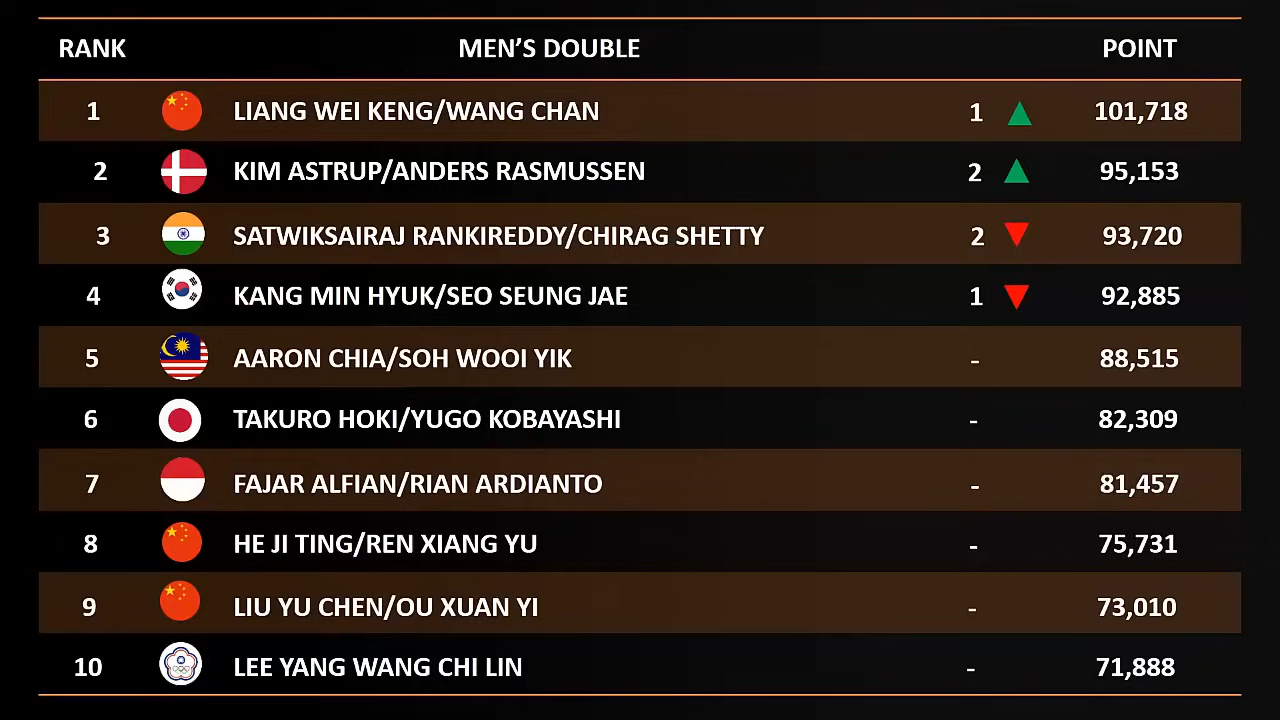 RANK MEN’S DOUBLE POINT
1 LIANG WEI KENG/WANG CHAN 1 ▲ 101,718
2 KIM ASTRUP/ANDERS RASMUSSEN 2 ▲ 95,153
3 SATWIKSAIRAJ RANKIREDDY/CHIRAG SHETTY 2 ▼ 93,720
4 KANG MIN HYUK/SEO SEUNG JAE 1 ▼ 92,885
5 AARON CHIA/SOH WOOI YIK - 88,515
6 TAKURO HOKI/YUGO KOBAYASHI - 82,309
7 FAJAR ALFIAN/RIAN ARDIANTO - 81,457
8 HE JI TING/REN XIANG YU - 75,731
9 LIU YU CHEN/OU XUAN YI - 73,010
10 LEE YANG WANG CHI LIN - 71,888